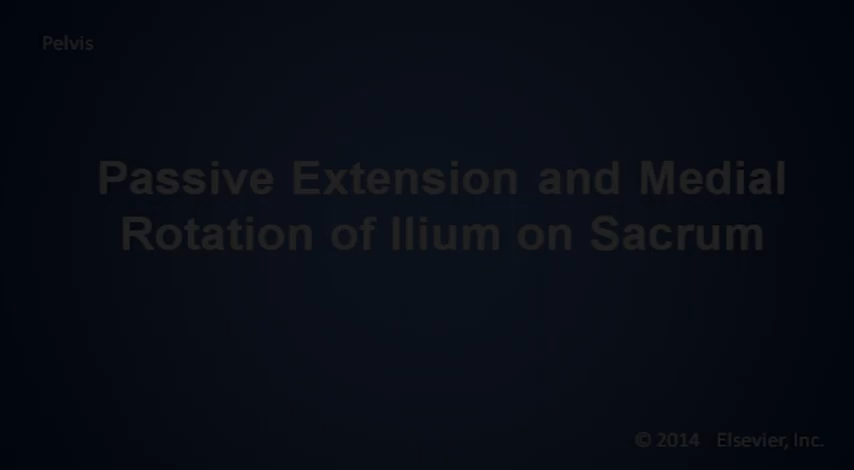 Pelvis
Passive Extension and Medial
Rotation of Ilium on Sacrum
© 2014 Elsevier, Inc.